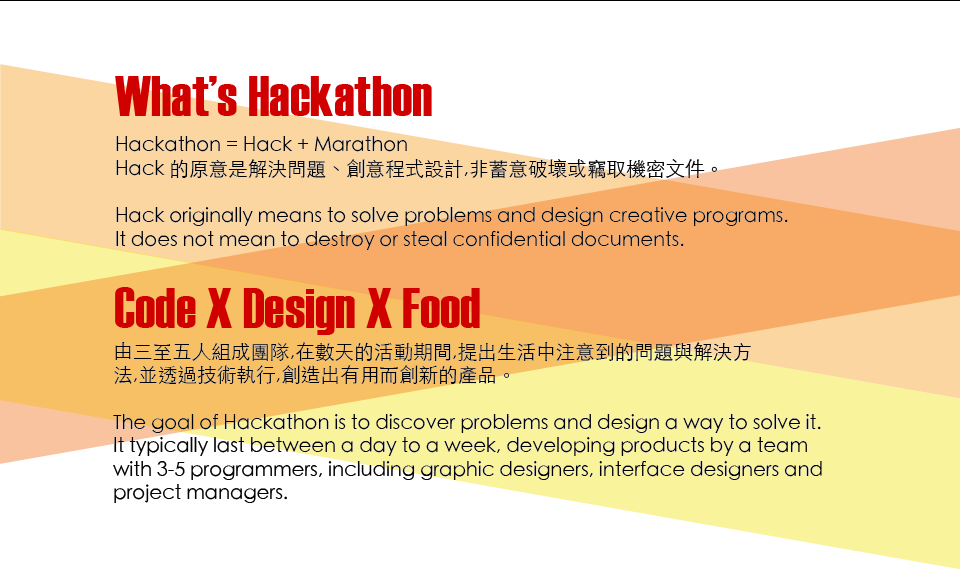 What's Hackathon
Hackathon = Hack + Marathon
Hack 的原意是解決問題、創意程式設計,非蓄意破壞或竊取機密文件。
Hack originally means to solve problems and design creative programs.
It does not mean to destroy or steal confidential documents.
Code X Design X Food
由三至五人組成團隊,在數天的活動期間,提出生活中注意到的問題與解決方
法,並透過技術執行,創造出有用而創新的產品。
The goal of Hackathon is to discover problems and design a way to solve it.
It typically last between a day to a week, developing products by a team
with 3-5 programmers, including graphic designers, interface designers and
project managers.